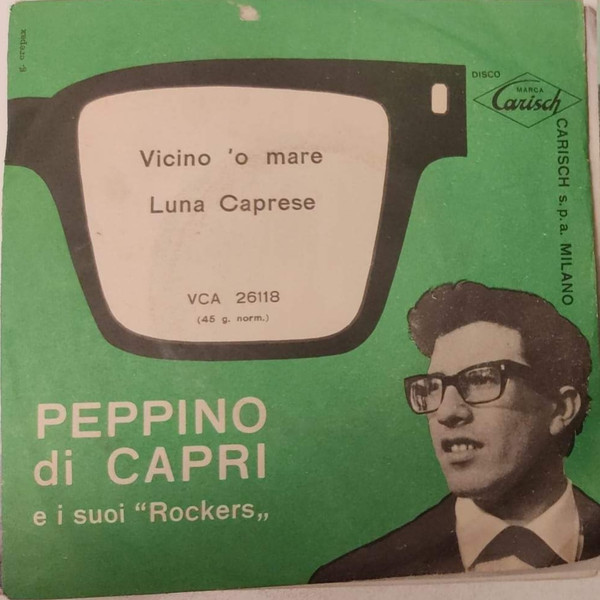 DISCO
MARCA
Carisch
CARISCH s.p.a. MILANO
Vicino 'o mare
Luna Caprese
VCA 26118
(45 g. norm.)
PEPPINO
di CAPRI
e i suoi “Rockers„